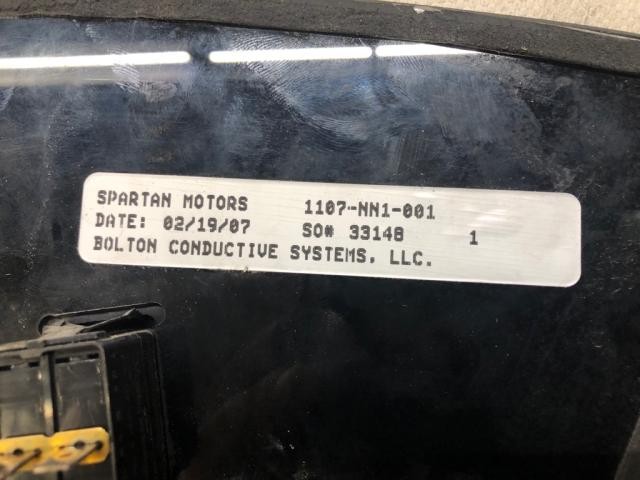 SPARTAN MOTORS 1107-NN1-001
DATE: 02/19/07 SO# 33148 1
BOLTON CONDUCTIVE SYSTEMS, LLC.